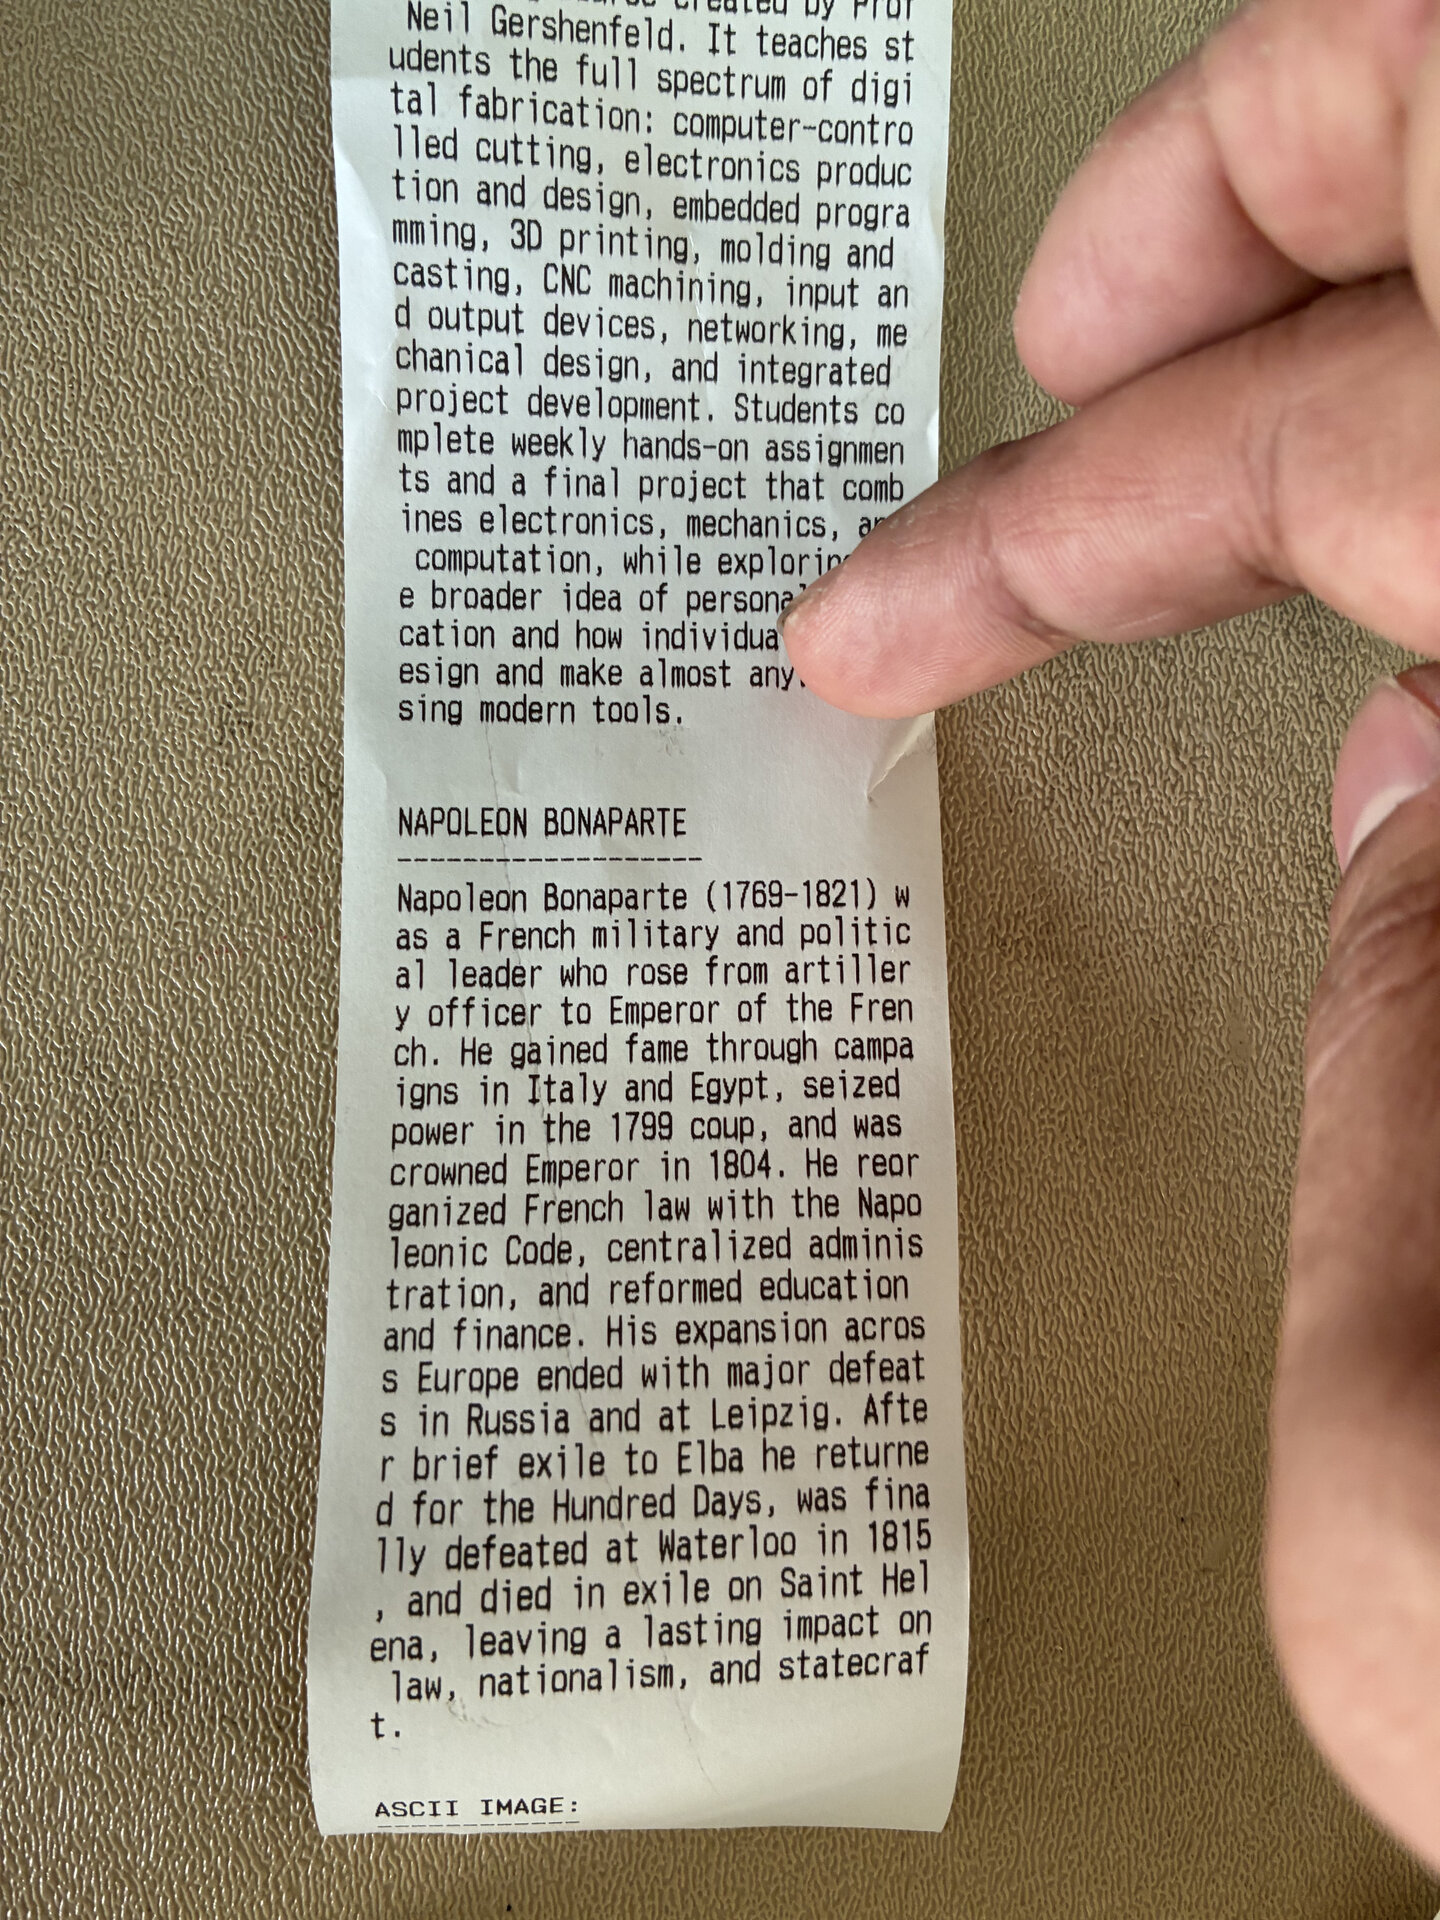 created by Prof
Neil Gershenfeld. It teaches st
udents the full spectrum of digi
tal fabrication: computer-contro
lled cutting, electronics produc
tion and design, embedded progra
mming, 3D printing, molding and
casting, CNC machining, input an
d output devices, networking, me
chanical design, and integrated
project development. Students co
mplete weekly hands-on assignmen
ts and a final project that comb
ines electronics, mechanics,
computation, while
e broader idea of
cation and how
esign and make almost
sing modern tools.
NAPOLEON BONAPARTE
-------------------
Napoleon Bonaparte (1769-1821) w
as a French military and politic
al leader who rose from artiller
y officer to Emperor of the Fren
ch. He gained fame through campa
igns in Italy and Egypt, seized
power in the 1799 coup, and was
crowned Emperor in 1804. He reor
ganized French law with the Napo
leonic Code, centralized adminis
tration, and reformed education
and finance. His expansion acros
s Europe ended with major defeat
s in Russia and at Leipzig. Afte
r brief exile to Elba he returne
d for the Hundred Days, was fina
lly defeated at Waterloo in 1815
, and died in exile on Saint Hel
ena, leaving a lasting impact on
law, nationalism, and statecraf
t.
ASCII IMAGE:
------------